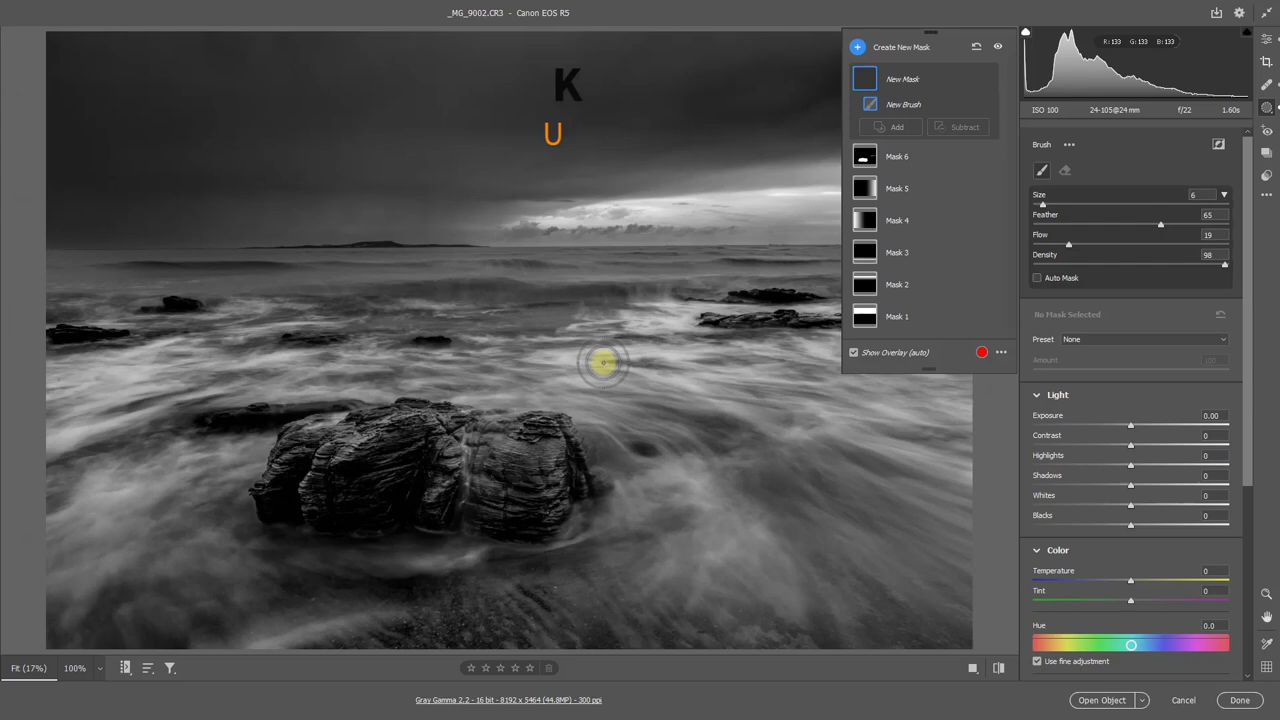 _MG_9002.CR3 - Canon EOS R5
K
U
Create New Mask
New Mask
New Brush
Add
Subtract
Mask 6
Mask 5
Mask 4
Mask 3
Mask 2
Mask 1
Show Overlay (auto)
R: 133 G: 133 B: 133
ISO 100 24-105@24 mm f/22 1.60s
Brush
Size 6
Feather 65
Flow 19
Density 98
Auto Mask
No Mask Selected
Preset None
Amount 100
Light
Exposure 0.00
Contrast 0
Highlights 0
Shadows 0
Whites 0
Blacks 0
Color
Temperature 0
Tint 0
Hue 0.0
Use fine adjustment
Fit (17%) 100%
Gray Gamma 2.2 - 16 bit - 8192 x 5464 (44.8MP) - 300 ppi
Open Object Cancel Done